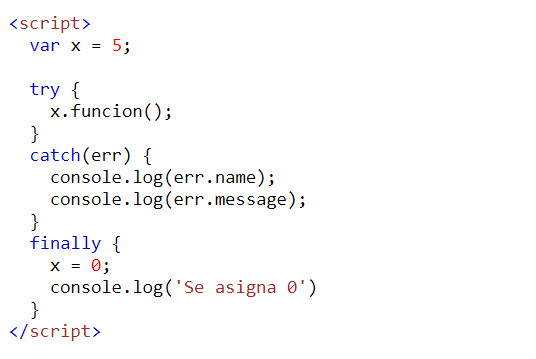 <script>
var x = 5;
try {
x.funcion();
}
catch(err) {
console.log(err.name);
console.log(err.message);
}
finally {
x = 0;
console.log('Se asigna 0')
}
</script>